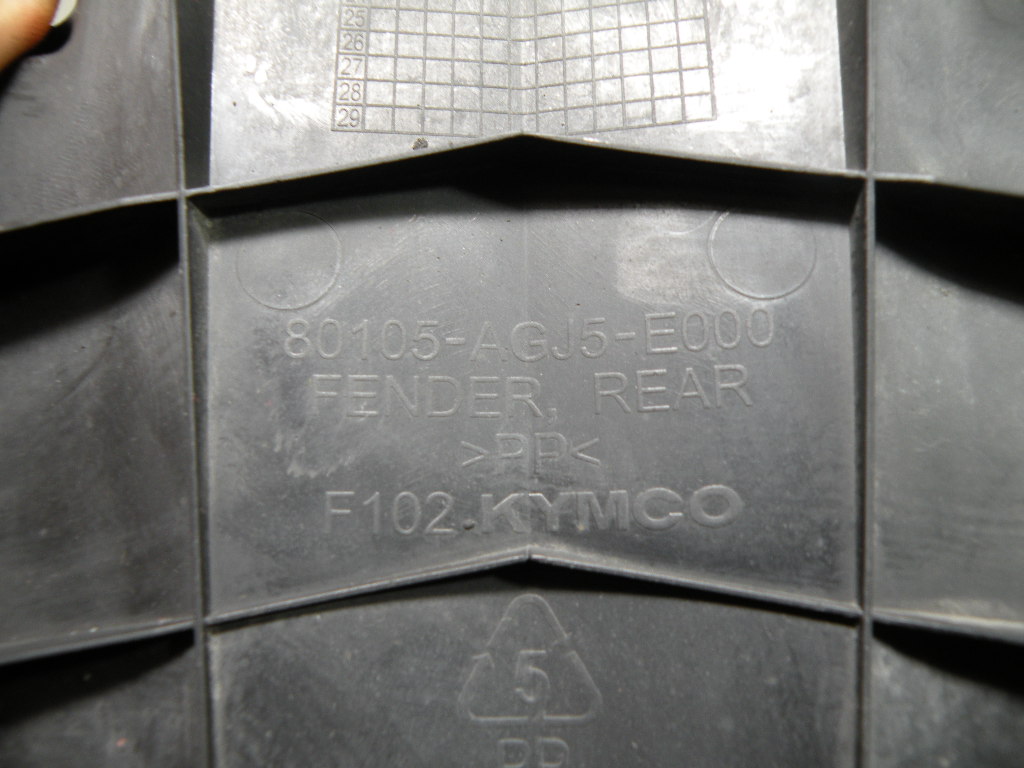 25
26
27
28
29
80105-AGJ5-E000
FENDER, REAR
>PP<
F102 KYMCO
5
PP